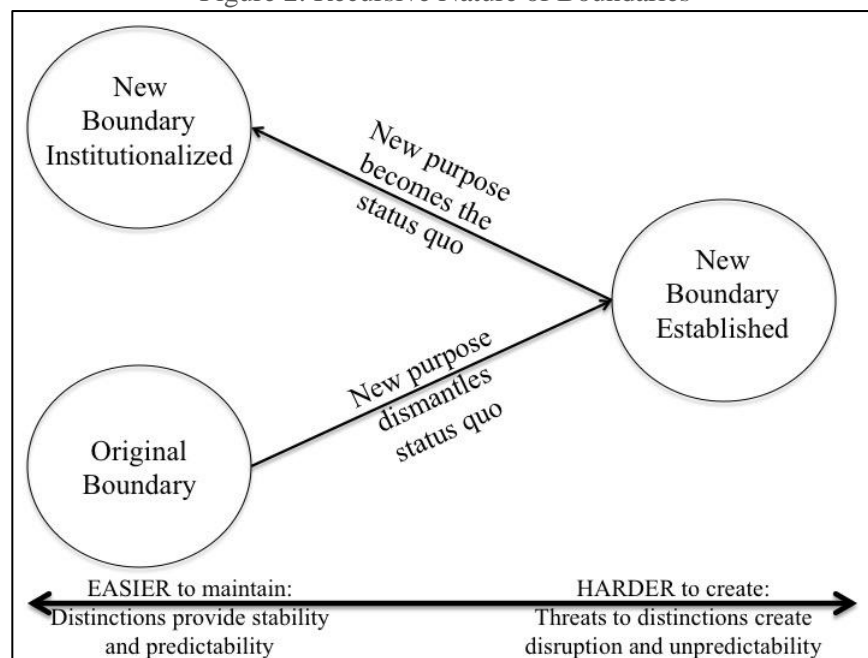 Figure 2: Recursive Nature of Boundaries
New
Boundary
Institutionalized
New purpose
becomes the
status quo
New
Boundary
Established
New purpose
dismantles
status quo
Original
Boundary
EASIER to maintain:
Distinctions provide stability
and predictability
HARDER to create:
Threats to distinctions create
disruption and unpredictability